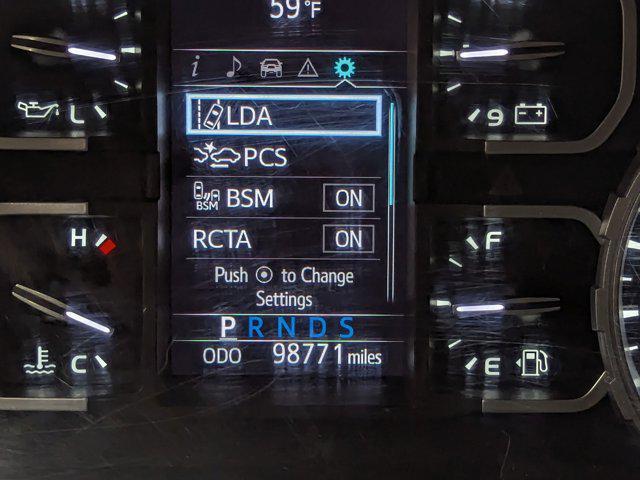 59°F
i
LDA
PCS
BSM BSM ON
RCTA ON
Push to Change
Settings
P R N D S
ODO 98771 miles
L
H
C
9
F
E